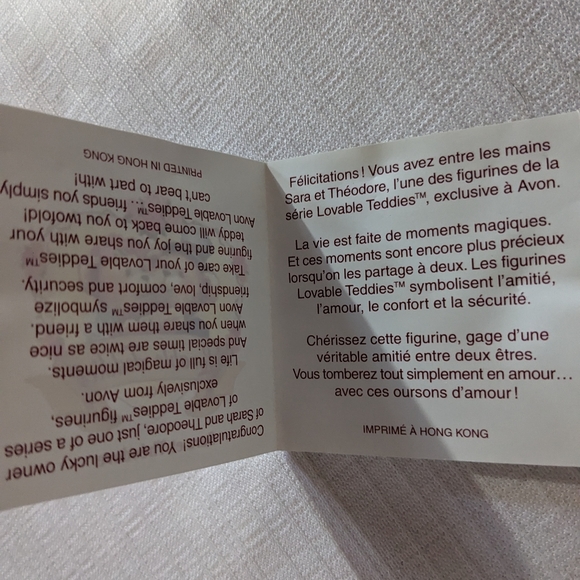 Congratulations! You are the lucky owner
of Sarah and Theodore, just one of a series
of Lovable Teddies™ figurines,
exclusively from Avon.
Life is full of magical moments.
And special times are twice as nice
when you share them with a friend.
Avon Lovable Teddies™ symbolize
friendship, love, comfort and security.
Take care of your Lovable Teddies™
figurine and the joy you share with your
teddy will come back to you twofold!
Avon Lovable Teddies™... friends you simply
can't bear to part with!
PRINTED IN HONG KONG
Félicitations! Vous avez entre les mains
Sara et Théodore, l'une des figurines de la
série Lovable Teddies™, exclusive à Avon.
La vie est faite de moments magiques.
Et ces moments sont encore plus précieux
lorsqu'on les partage à deux. Les figurines
Lovable Teddies™ symbolisent l'amitié,
l'amour, le confort et la sécurité.
Chérissez cette figurine, gage d'une
véritable amitié entre deux êtres.
Vous tomberez tout simplement en amour...
avec ces oursons d'amour!
IMPRIMÉ À HONG KONG